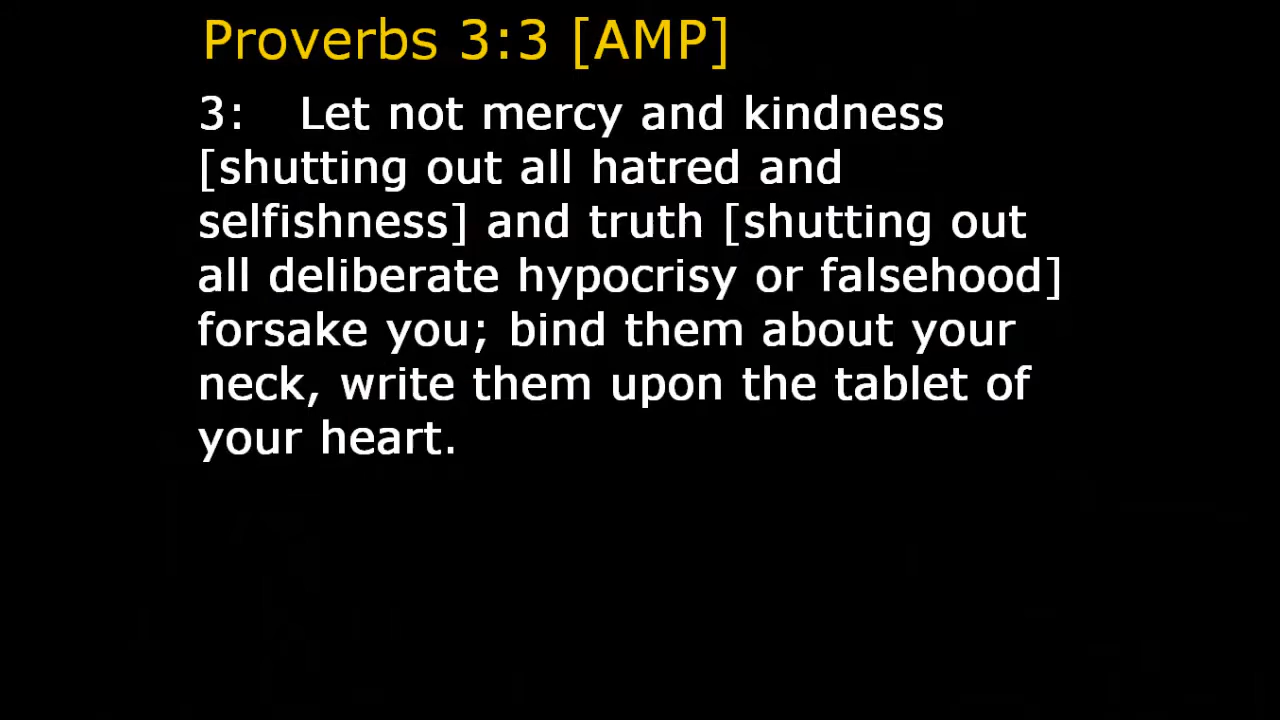 Proverbs 3:3 [AMP]
3: Let not mercy and kindness
[shutting out all hatred and
selfishness] and truth [shutting out
all deliberate hypocrisy or falsehood]
forsake you; bind them about your
neck, write them upon the tablet of
your heart.